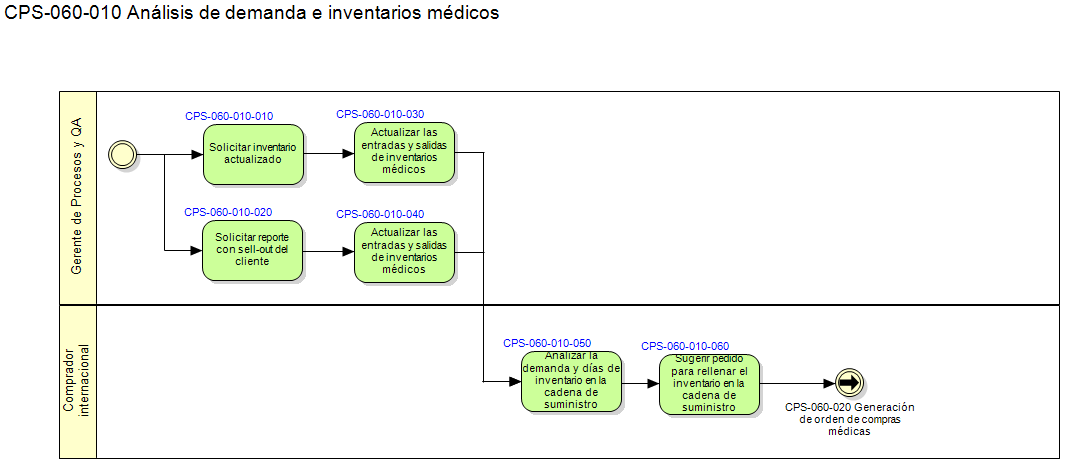 CPS-060-010 Análisis de demanda e inventarios médicos
Gerente de Procesos y QA
CPS-060-010-010
Solicitar inventario
actualizado
CPS-060-010-030
Actualizar las
entradas y salidas
de inventarios
médicos
CPS-060-010-020
Solicitar reporte
con sell-out del
cliente
CPS-060-010-040
Actualizar las
entradas y salidas
de inventarios
médicos
Comprador
internacional
CPS-060-010-050
Analizar la
demanda y días de
inventario en la
cadena de
suministro
CPS-060-010-060
Sugerir pedido
para rellenar el
inventario en la
cadena de
suministro
CPS-060-020 Generación
de orden de compras
médicas